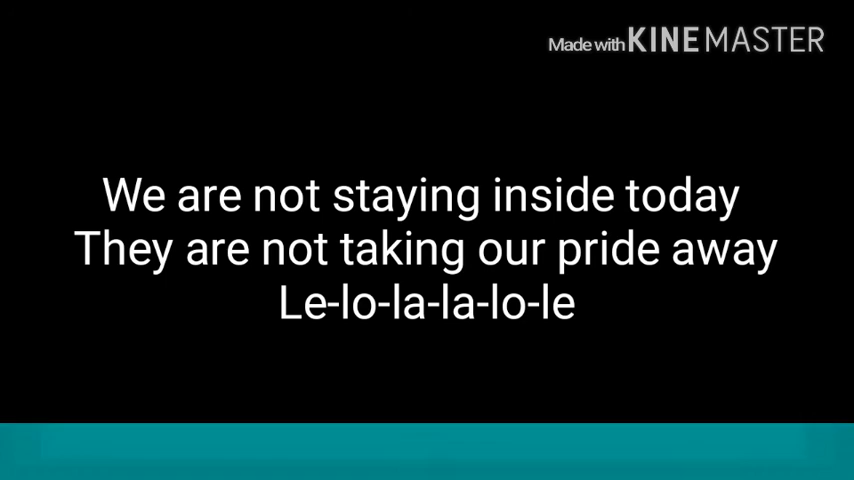 Made with KINEMASTER
We are not staying inside today
They are not taking our pride away
Le-lo-la-la-lo-le